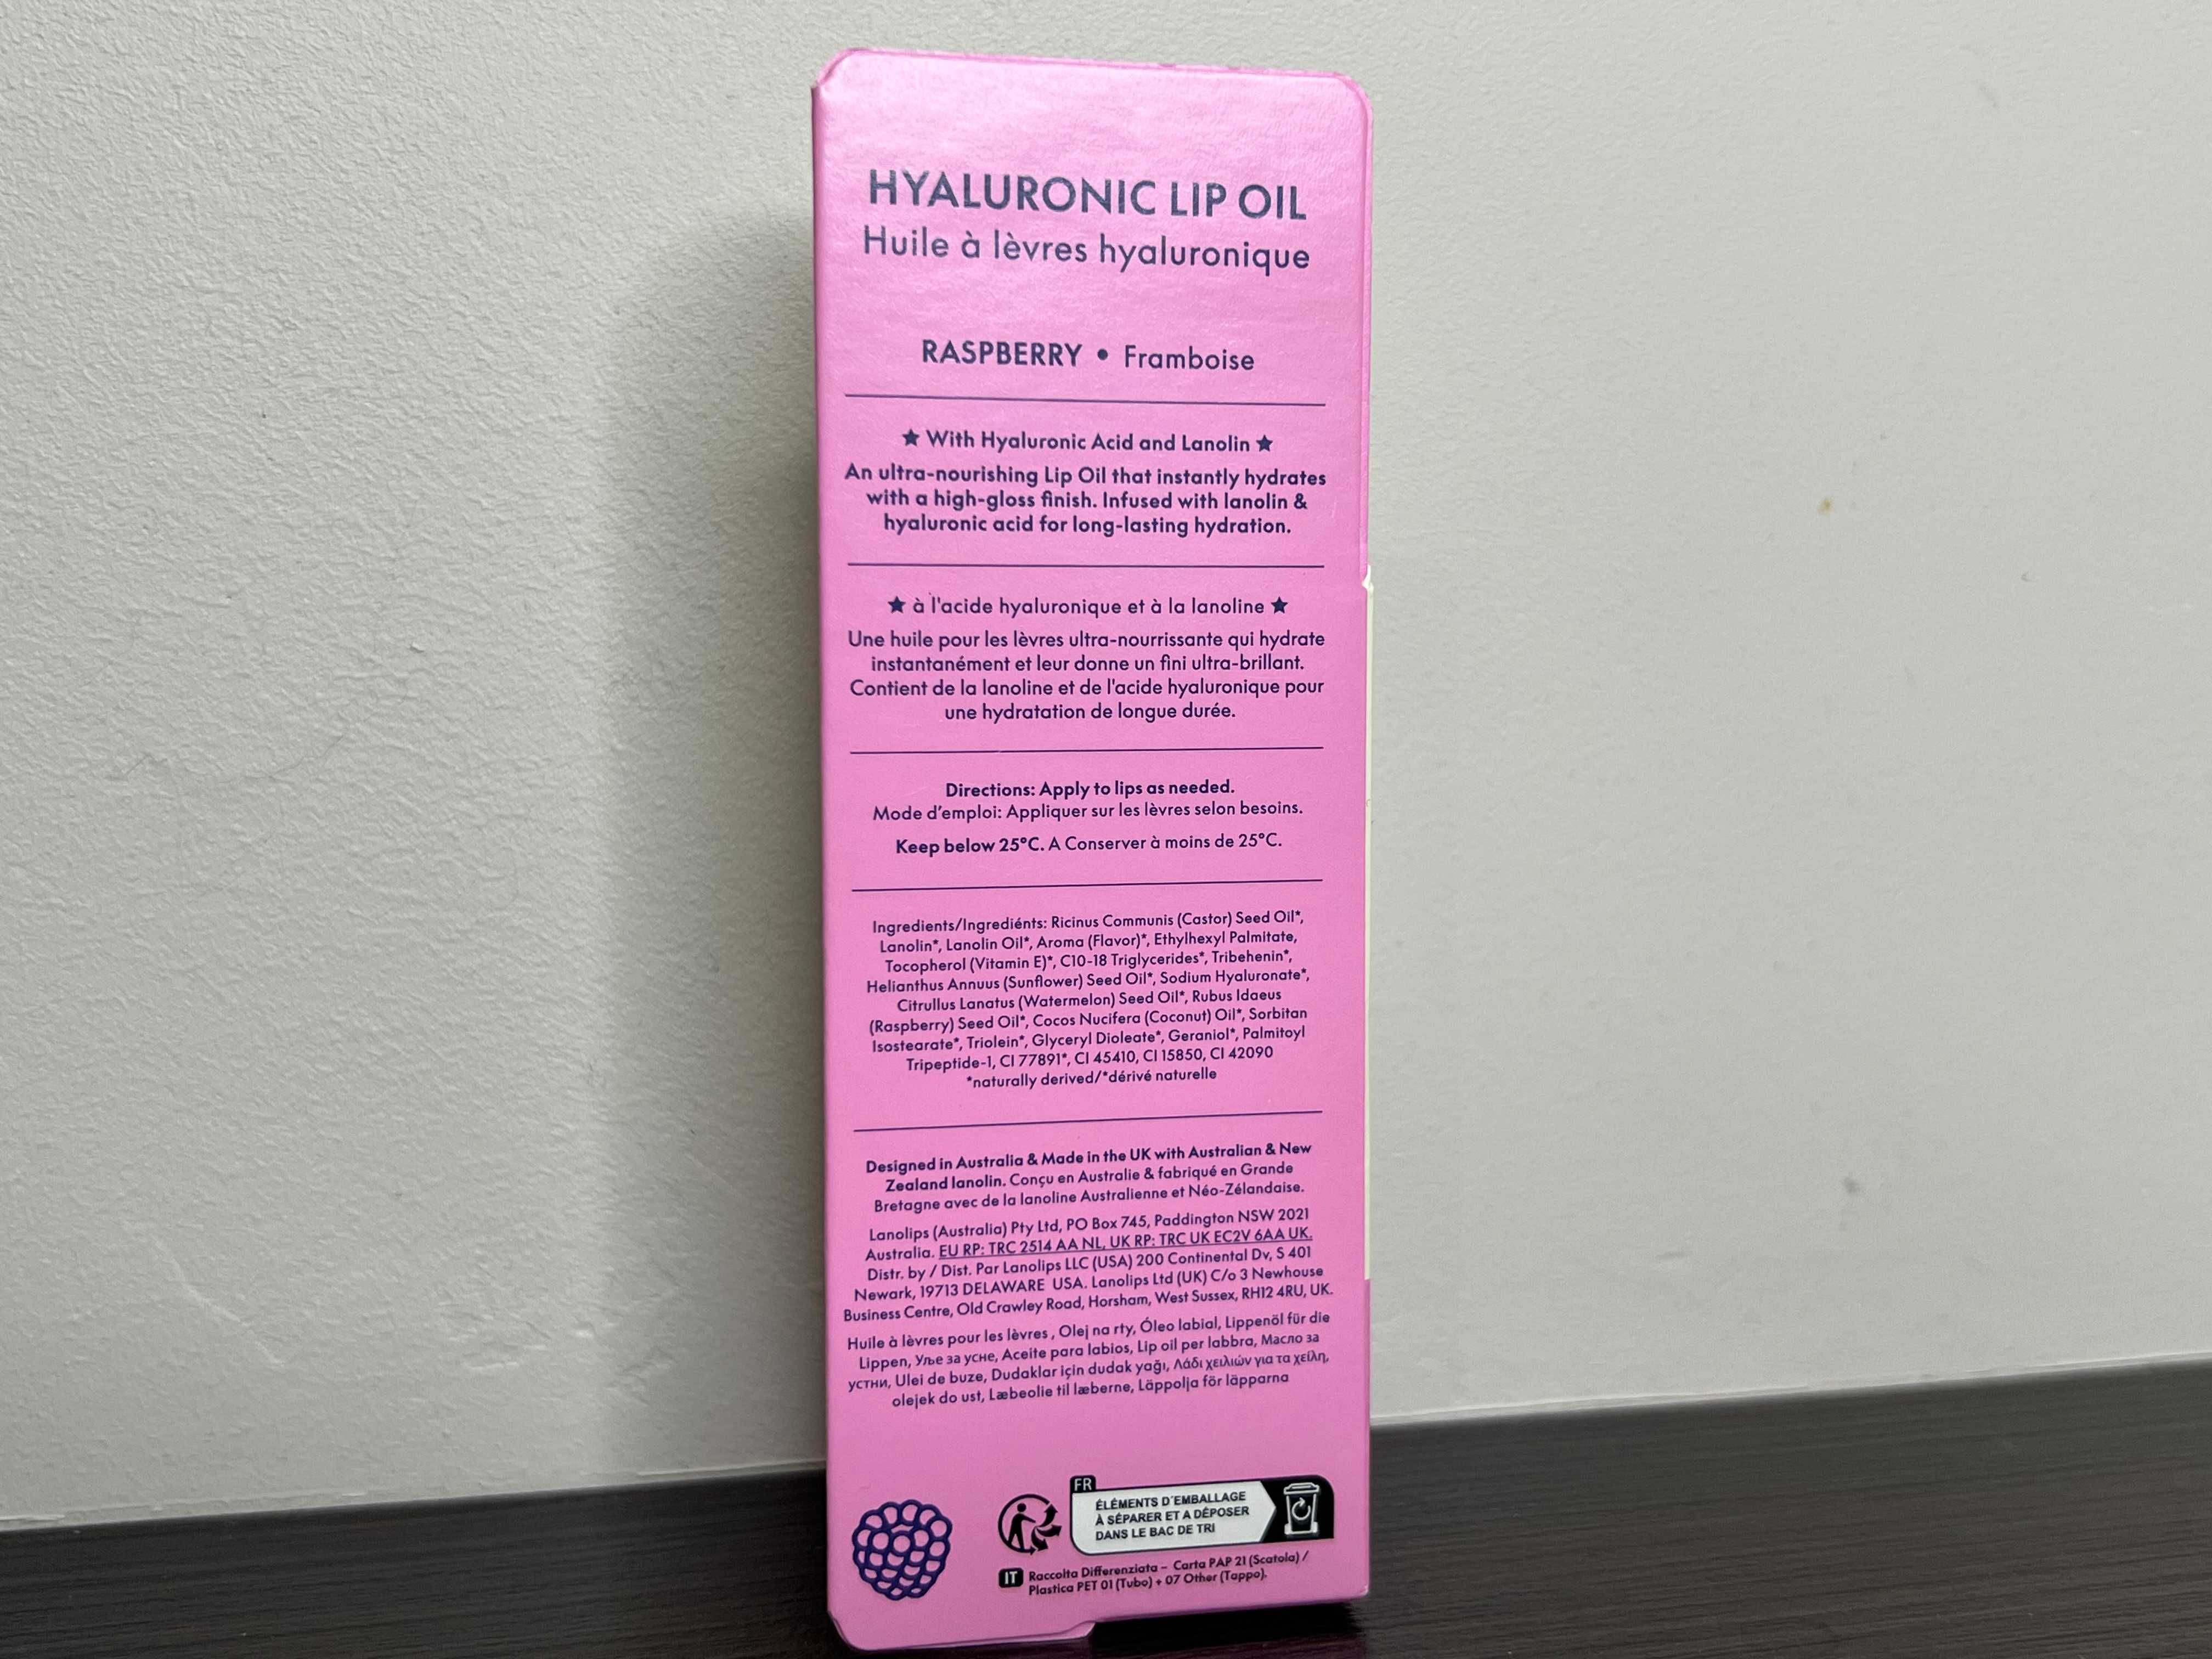 HYALURONIC LIP OIL
Huile à lèvres hyaluronique
RASPBERRY • Framboise
★ With Hyaluronic Acid and Lanolin ★
An ultra-nourishing Lip Oil that instantly hydrates
with a high-gloss finish. Infused with lanolin &
hyaluronic acid for long-lasting hydration.
★ à l'acide hyaluronique et à la lanoline ★
Une huile pour les lèvres ultra-nourrissante qui hydrate
instantanément et leur donne un fini ultra-brillant.
Contient de la lanoline et de l'acide hyaluronique pour
une hydratation de longue durée.
Directions: Apply to lips as needed.
Mode d'emploi: Appliquer sur les lèvres selon besoins.
Keep below 25°C. A Conserver à moins de 25°C.
Ingredients/Ingrediénts: Ricinus Communis (Castor) Seed Oil*,
Lanolin*, Lanolin Oil*, Aroma (Flavor)*, Ethylhexyl Palmitate,
Tocopherol (Vitamin E)*, C10-18 Triglycerides*, Tribehenin*,
Helianthus Annuus (Sunflower) Seed Oil*, Sodium Hyaluronate*,
Citrullus Lanatus (Watermelon) Seed Oil*, Rubus Idaeus
(Raspberry) Seed Oil*, Cocos Nucifera (Coconut) Oil*, Sorbitan
Isostearate*, Triolein*, Glyceryl Dioleate*, Geraniol*, Palmitoyl
Tripeptide-1, CI 77891*, CI 45410, CI 15850, CI 42090
*naturally derived/*dérivé naturelle
Designed in Australia & Made in the UK with Australian & New
Zealand lanolin. Conçu en Australie & fabriqué en Grande
Bretagne avec de la lanoline Australienne et Néo-Zélandaise.
Lanolips (Australia) Pty Ltd, PO Box 745, Paddington NSW 2021
Australia. EU RP: TRC 2514 AA NL, UK RP: TRC UK EC2V 6AA UK.
Distr. by / Dist. Par Lanolips LLC (USA) 200 Continental Dv, S 401
Newark, 19713 DELAWARE USA. Lanolips Ltd (UK) C/o 3 Newhouse
Business Centre, Old Crawley Road, Horsham, West Sussex, RH12 4RU, UK.
Huile à lèvres pour les lèvres , Olej na rty, Óleo labial, Lippenöl für die
Lippen, Уље за усне, Aceite para labios, Lip oil per labbra, Масло за
устни, Ulei de buze, Dudaklar için dudak yağı, Λάδι χειλιών για τα χείλη,
olejek do ust, Læbeolie til læberne, Läppolja för läpparna
FR
ÉLÉMENTS D'EMBALLAGE
À SÉPARER ET A DÉPOSER
DANS LE BAC DE TRI
IT Raccolta Differenziata – Carta PAP 21 (Scatola) /
Plastica PET 01 (Tubo) + 07 Other (Tappo).